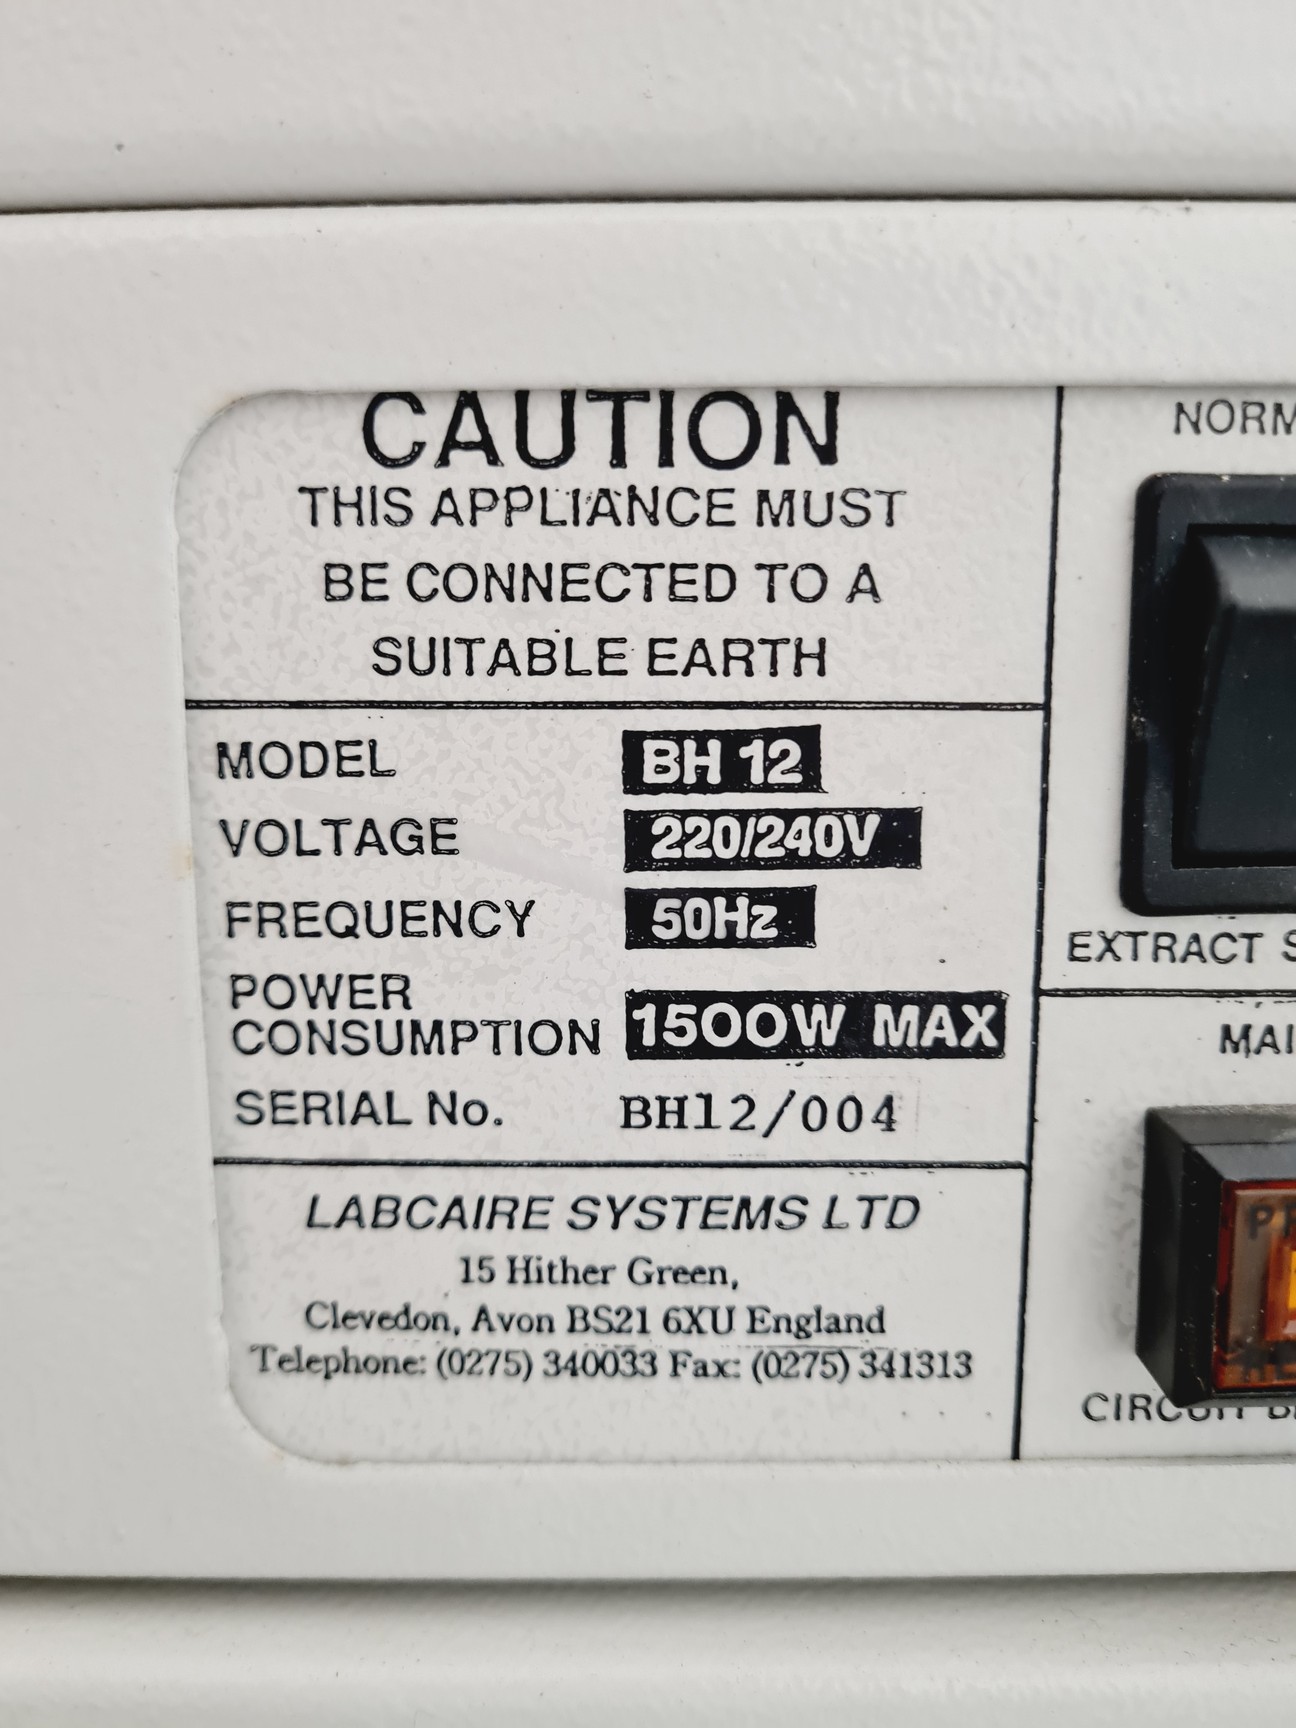 CAUTION
THIS APPLIANCE MUST
BE CONNECTED TO A
SUITABLE EARTH
MODEL BH 12
VOLTAGE 220/240V
FREQUENCY 50Hz
POWER
CONSUMPTION 1500W MAX
SERIAL No. BH12/004
LABCAIRE SYSTEMS LTD
15 Hither Green,
Clevedon, Avon BS21 6XU England
Telephone: (0275) 340033 Fax: (0275) 341313
EXTRACT